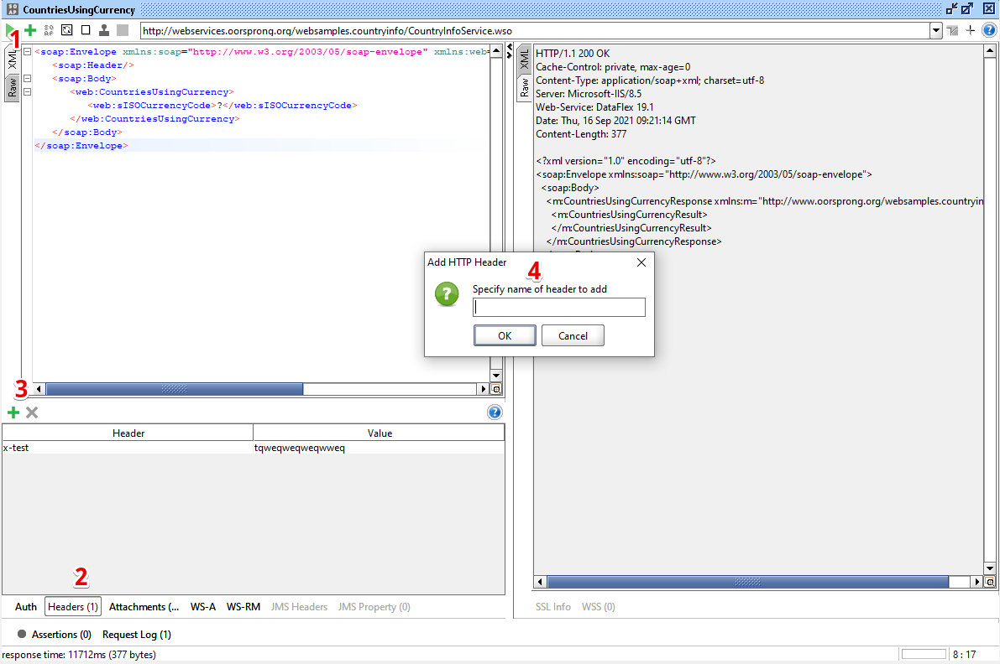 CountriesUsingCurrency
1
http://webservices.oorsprong.org/websamples.countryinfo/CountryInfoService.wso
XML
Raw
<soap:Envelope xmlns:soap="http://www.w3.org/2003/05/soap-envelope" xmlns:web=
<soap:Header/>
<soap:Body>
<web:CountriesUsingCurrency>
<web:sISOCurrencyCode>?</web:sISOCurrencyCode>
</web:CountriesUsingCurrency>
</soap:Body>
</soap:Envelope>
XML
Raw
HTTP/1.1 200 OK
Cache-Control: private, max-age=0
Content-Type: application/soap+xml; charset=utf-8
Server: Microsoft-IIS/8.5
Web-Service: DataFlex 19.1
Date: Thu, 16 Sep 2021 09:21:14 GMT
Content-Length: 377
<?xml version="1.0" encoding="utf-8"?>
<soap:Envelope xmlns:soap="http://www.w3.org/2003/05/soap-envelope">
<soap:Body>
<m:CountriesUsingCurrencyResponse xmlns:m="http://www.oorsprong.org/websamples.countryin
<m:CountriesUsingCurrencyResult>
</m:CountriesUsingCurrencyResult>
</m:CountriesUsingCurrencyResponse>
Add HTTP Header
4
Specify name of header to add
OK Cancel
3
Header Value
x-test tqweqweqweqwweq
2
Auth Headers (1) Attachments (... WS-A WS-RM JMS Headers JMS Property (0)
SSL Info WSS (0)
Assertions (0) Request Log (1)
response time: 11712ms (377 bytes)
8 : 17